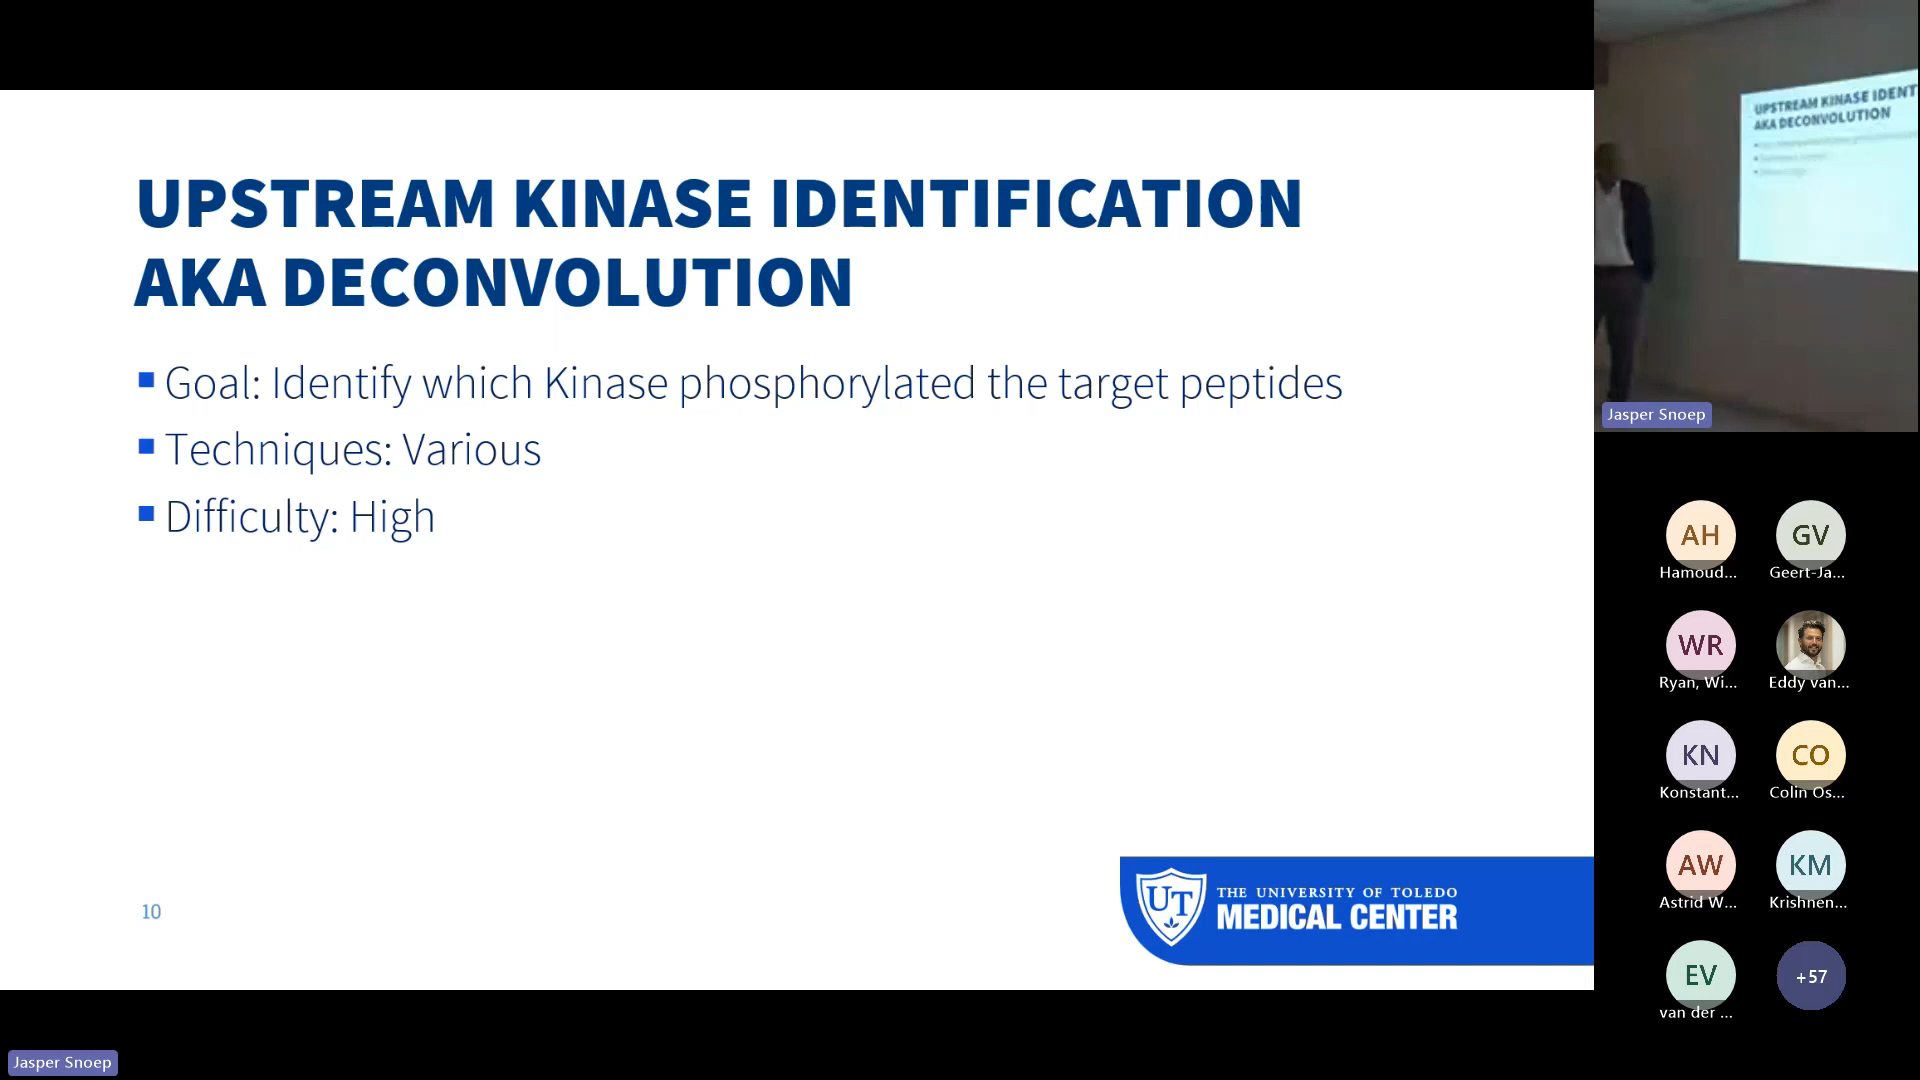 UPSTREAM KINASE IDENTIFICATION
AKA DECONVOLUTION
Goal: Identify which Kinase phosphorylated the target peptides
Techniques: Various
Difficulty: High
10
UT
THE UNIVERSITY OF TOLEDO
MEDICAL CENTER
Jasper Snoep
UPSTREAM KINASE IDENT
AKA DECONVOLUTION
Jasper Snoep
AH
GV
Hamoud...
Geert-Ja...
WR
Ryan, Wi...
Eddy van...
KN
CO
Konstant...
Colin Os...
AW
KM
Astrid W...
Krishnen...
EV
+57
van der ...